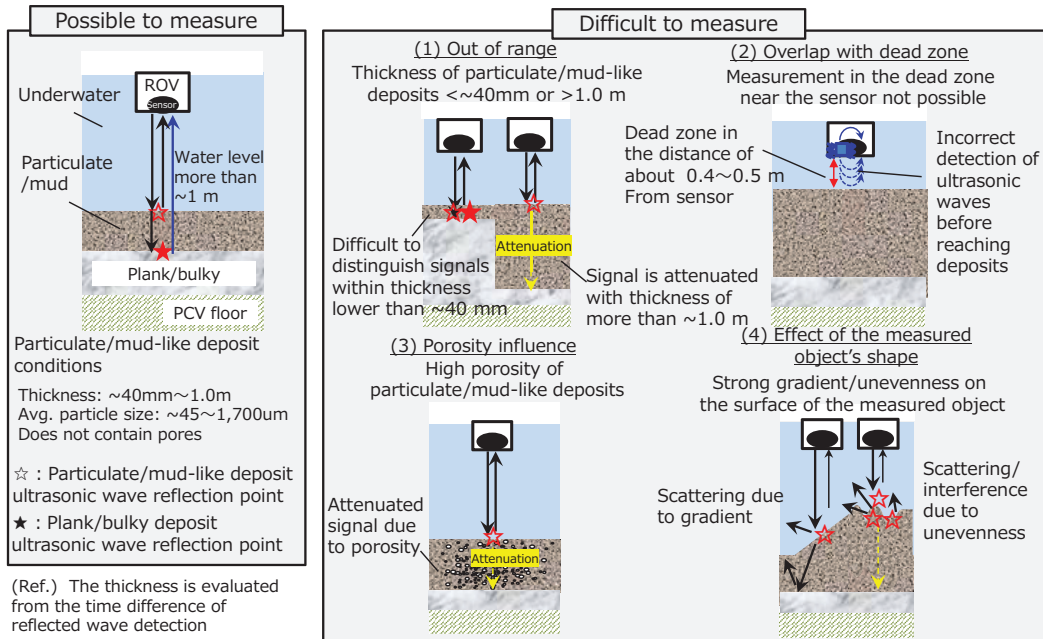 Possible to measure
Underwater
ROV
Sensor
Particulate
/mud
Water level
more than
~1 m
Plank/bulky
PCV floor
Particulate/mud-like deposit
conditions
Thickness: ~40mm～1.0m
Avg. particle size: ~45～1,700um
Does not contain pores
☆ : Particulate/mud-like deposit
ultrasonic wave reflection point
★ : Plank/bulky deposit
ultrasonic wave reflection point
(Ref.) The thickness is evaluated
from the time difference of
reflected wave detection
Difficult to measure
(1) Out of range
Thickness of particulate/mud-like
deposits <~40mm or >1.0 m
Difficult to
distinguish signals
within thickness
lower than ~40 mm
Attenuation
Signal is attenuated
with thickness of
more than ~1.0 m
(2) Overlap with dead zone
Measurement in the dead zone
near the sensor not possible
Dead zone in
the distance of
about 0.4～0.5 m
From sensor
Incorrect
detection of
ultrasonic
waves
before
reaching
deposits
(3) Porosity influence
High porosity of
particulate/mud-like deposits
Attenuated
signal due
to porosity
Attenuation
(4) Effect of the measured
object's shape
Strong gradient/unevenness on
the surface of the measured object
Scattering due
to gradient
Scattering/
interference
due to
unevenness